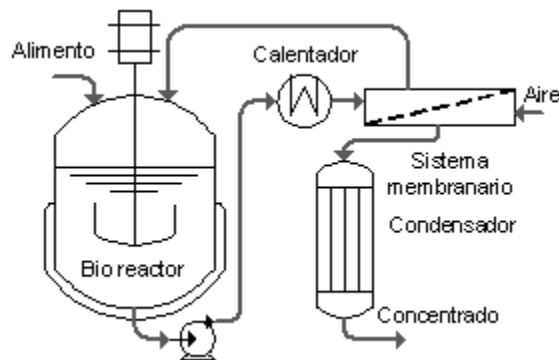 Alimento
Calentador
Aire
Sistema
membranario
Condensador
Bio reactor
Concentrado